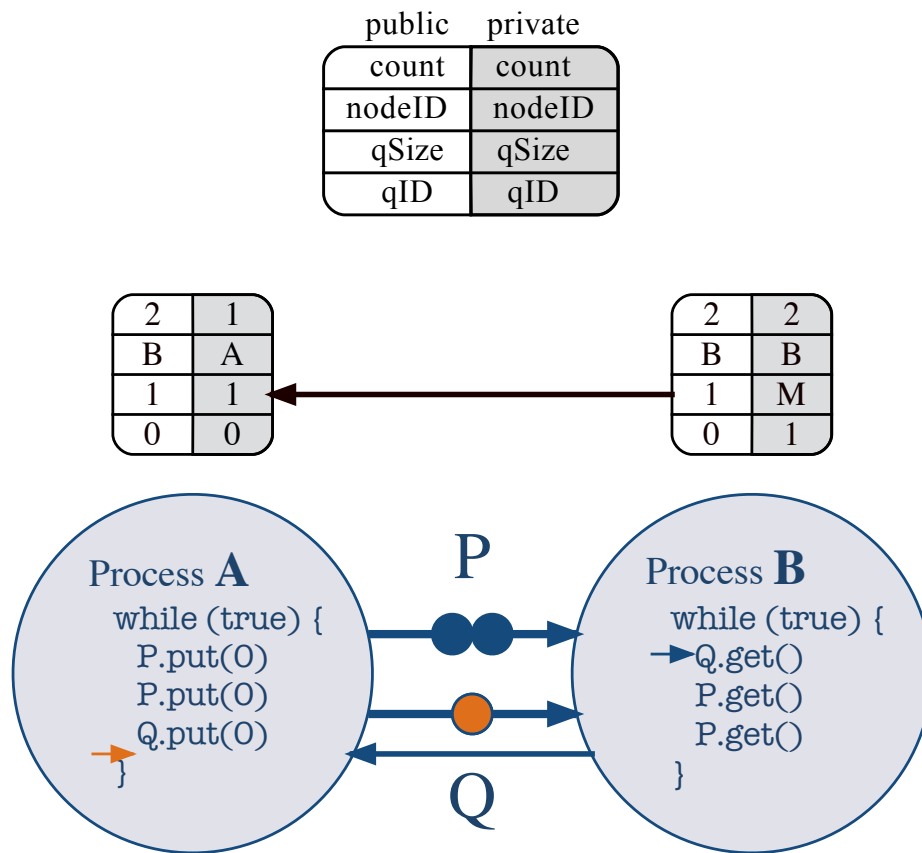 public private
count count
nodeID nodeID
qSize qSize
qID qID
2 1
B A
1 1
0 0
2 2
B B
1 M
0 1
P
Process A
while (true) {
P.put(0)
P.put(0)
Q.put(0)
}
Process B
while (true) {
Q.get()
P.get()
P.get()
}
Q